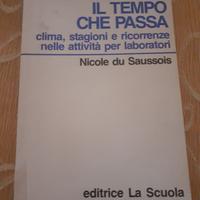 IL TEMPO
CHE PASSA
clima, stagioni e ricorrenze
nelle attività per laboratori
Nicole du Saussois
editrice La Scuola